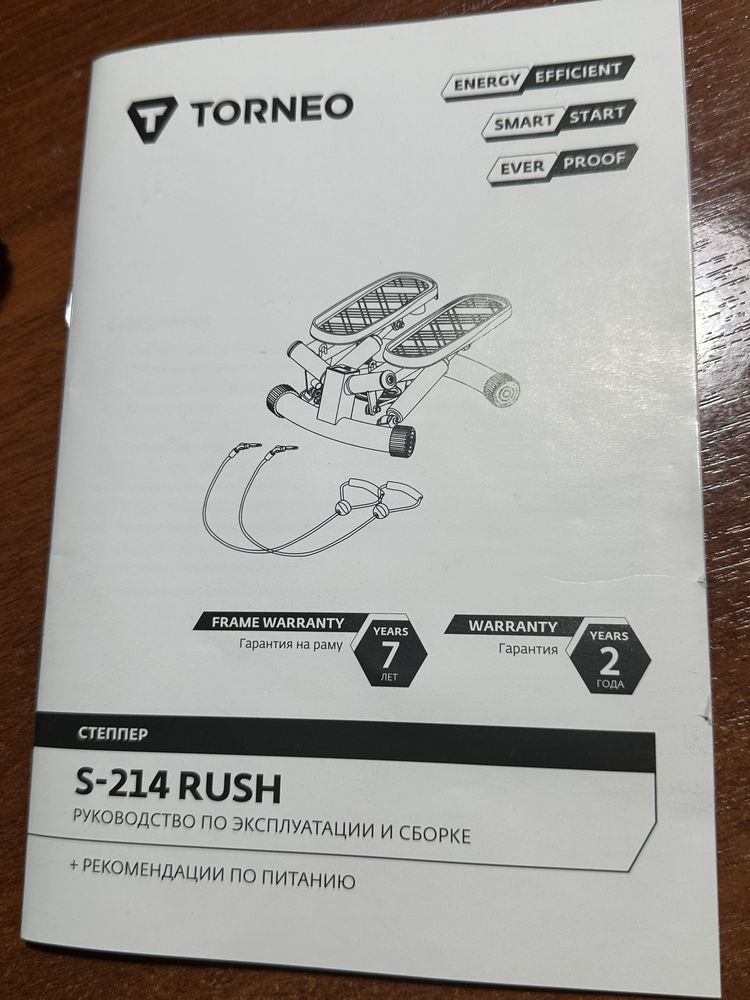 TORNEO
ENERGY EFFICIENT
SMART START
EVER PROOF
FRAME WARRANTY
Гарантия на раму
YEARS
7
ЛЕТ
WARRANTY
Гарантия
YEARS
2
ГОДА
СТЕППЕР
S-214 RUSH
РУКОВОДСТВО ПО ЭКСПЛУАТАЦИИ И СБОРКЕ
+ РЕКОМЕНДАЦИИ ПО ПИТАНИЮ